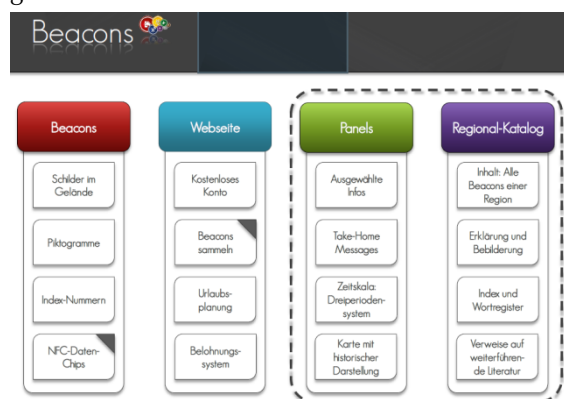 Beacons
Beacons
Schilder im
Gelände
Piktogramme
Index-Nummern
NFC-Daten-
Chips
Webseite
Kostenloses
Konto
Beacons
sammeln
Urlaubs-
planung
Belohnungs-
system
Panels
Ausgewählte
Infos
Take-Home
Messages
Zeitskala:
Dreiperioden-
system
Karte mit
historischer
Darstellung
Regional-Katalog
Inhalt: Alle
Beacons einer
Region
Erklärung und
Bebilderung
Index und
Wortregister
Verweise auf
weiterführen-
de Literatur